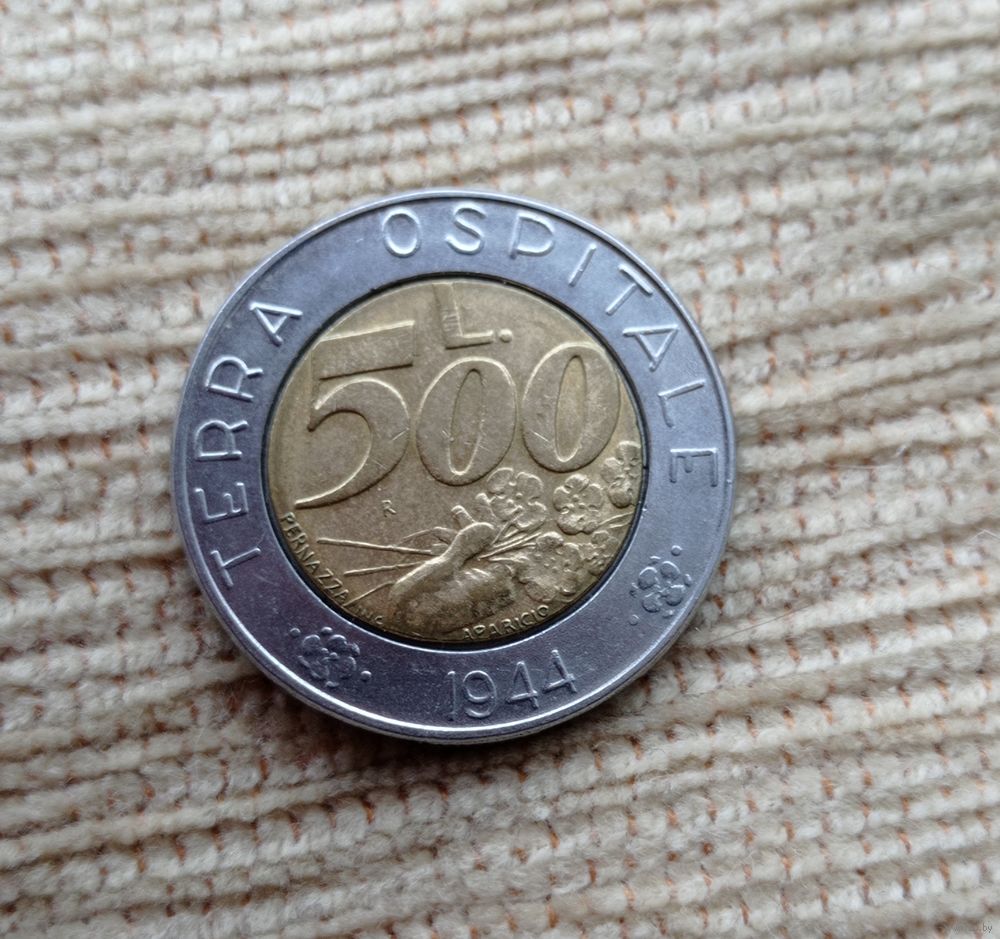 TERRA OSPITALE
L.
500
R
PERNAZZA
APARICIO
1944